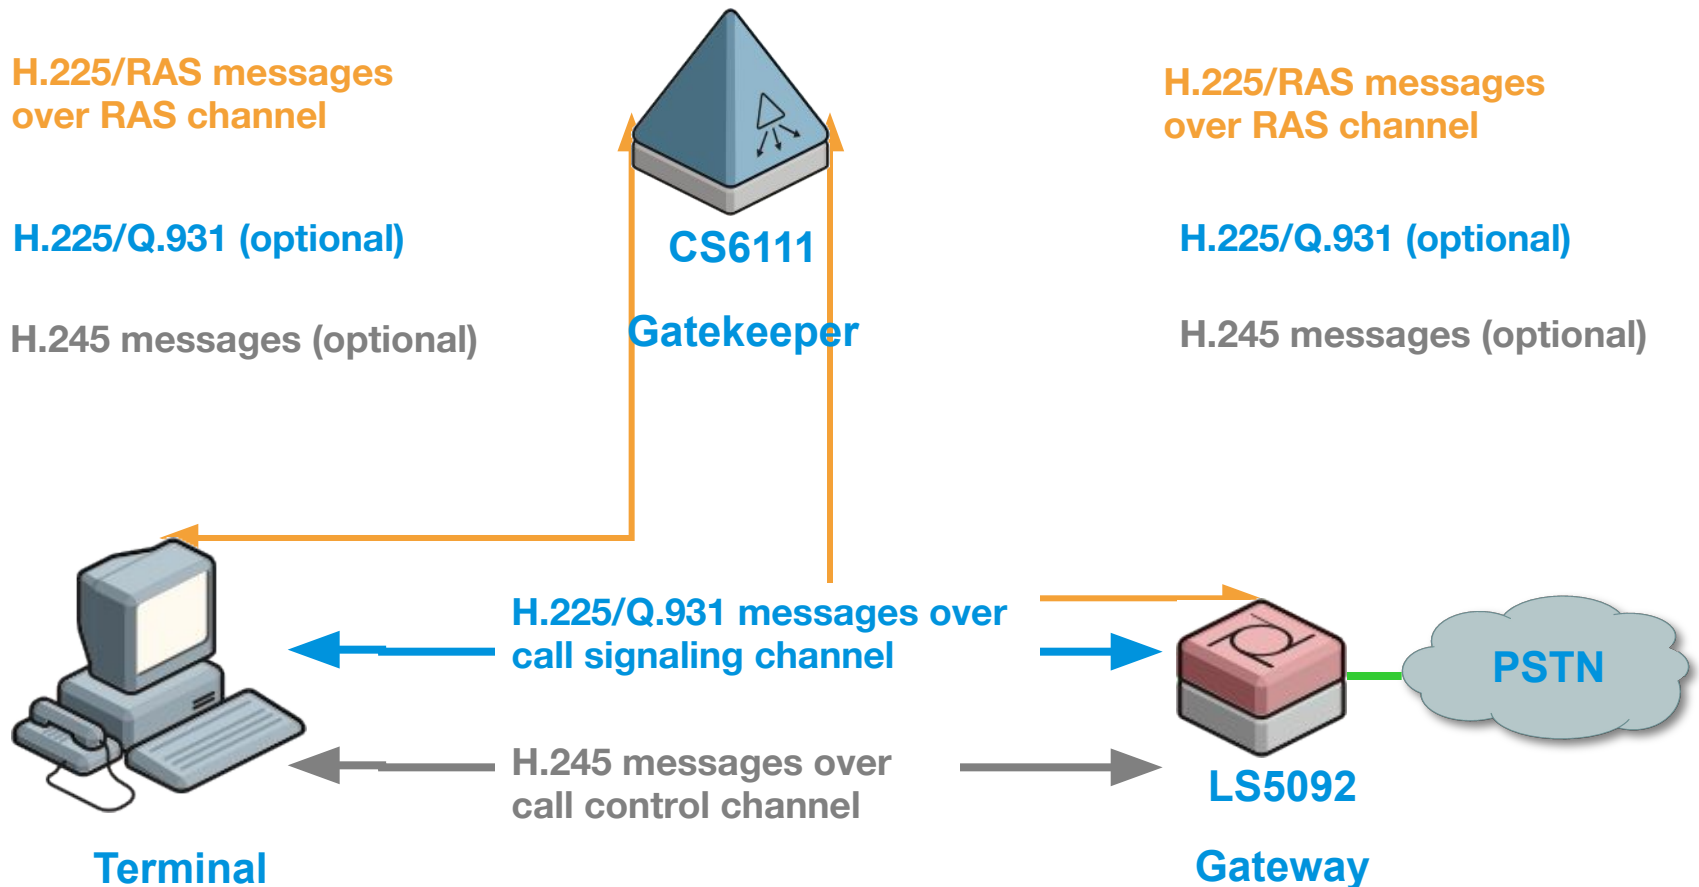 H.225/RAS messages
over RAS channel
H.225/RAS messages
over RAS channel
H.225/Q.931 (optional)
CS6111
H.225/Q.931 (optional)
H.245 messages (optional)
Gatekeeper
H.245 messages (optional)
H.225/Q.931 messages over
call signaling channel
PSTN
H.245 messages over
call control channel
LS5092
Terminal
Gateway